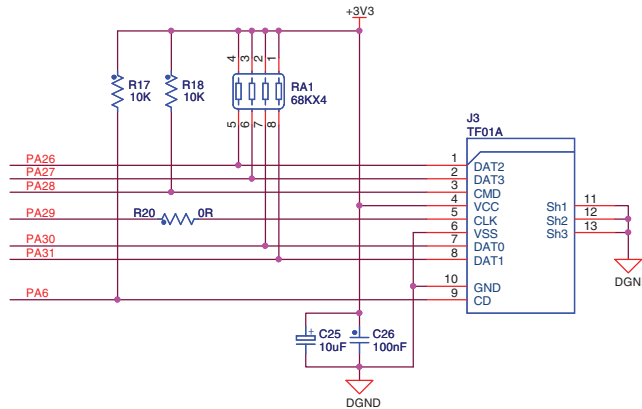 +3V3
4 3 2 1
R17
10K
R18
10K
RA1
68KX4
5 6 7 8
J3
TF01A
PA26
PA27
PA28
PA29
R20 0R
PA30
PA31
PA6
1 DAT2
2 DAT3
3 CMD
4 VCC
5 CLK
6 VSS
7 DAT0
8 DAT1
10 GND
9 CD
Sh1 11
Sh2 12
Sh3 13
DGN
+ C25
10uF
C26
100nF
DGND